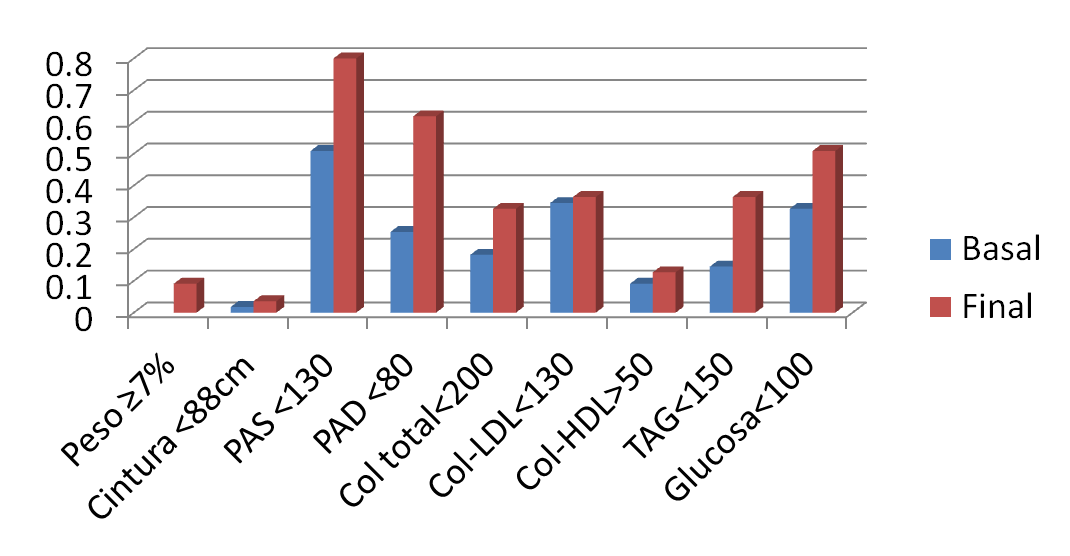 0.8
0.7
0.6
0.5
0.4
0.3
0.2
0.1
0
Peso ≥7%
Cintura <88cm
PAS <130
PAD <80
Col total<200
Col-LDL<130
Col-HDL>50
TAG<150
Glucosa<100
Basal
Final